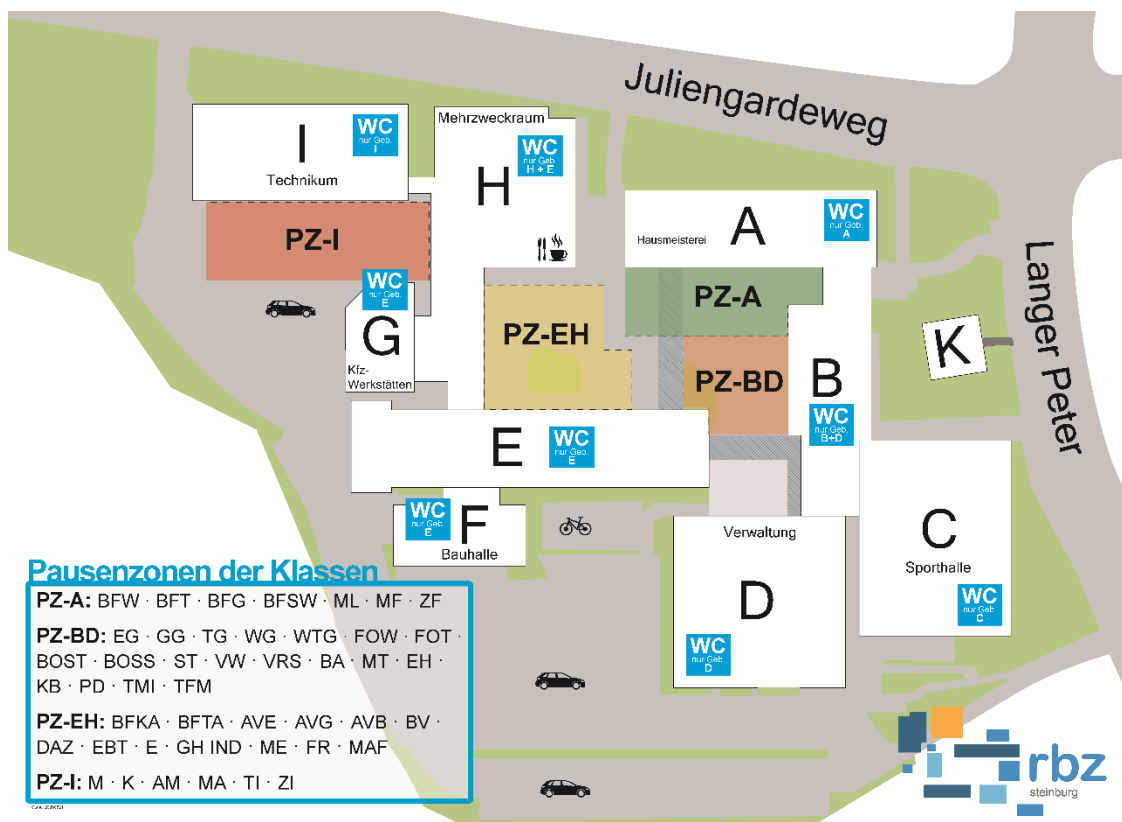 Juliengardeweg
Langer Peter
I
Technikum
WC
nur Geb.
I
Mehrzweckraum
H
WC
nur Geb.
H + E
A
Hausmeisterei
WC
nur Geb.
A
PZ-I
PZ-A
PZ-EH
PZ-BD
WC
nur Geb.
E
G
Kfz-
Werkstätten
B
WC
nur Geb.
B+D
K
E
WC
nur Geb.
E
WC
nur Geb.
E
F
Bauhalle
Verwaltung
D
WC
nur Geb.
D
C
Sporthalle
WC
nur Geb.
C
Pausenzonen der Klassen
PZ-A: BFW · BFT · BFG · BFSW · ML · MF · ZF
PZ-BD: EG · GG · TG · WG · WTG · FOW · FOT ·
BOST · BOSS · ST · VW · VRS · BA · MT · EH ·
KB · PD · TMI · TFM
PZ-EH: BFKA · BFTA · AVE · AVG · AVB · BV ·
DAZ · EBT · E · GH IND · ME · FR · MAF
PZ-I: M · K · AM · MA · TI · ZI
rbz
steinburg